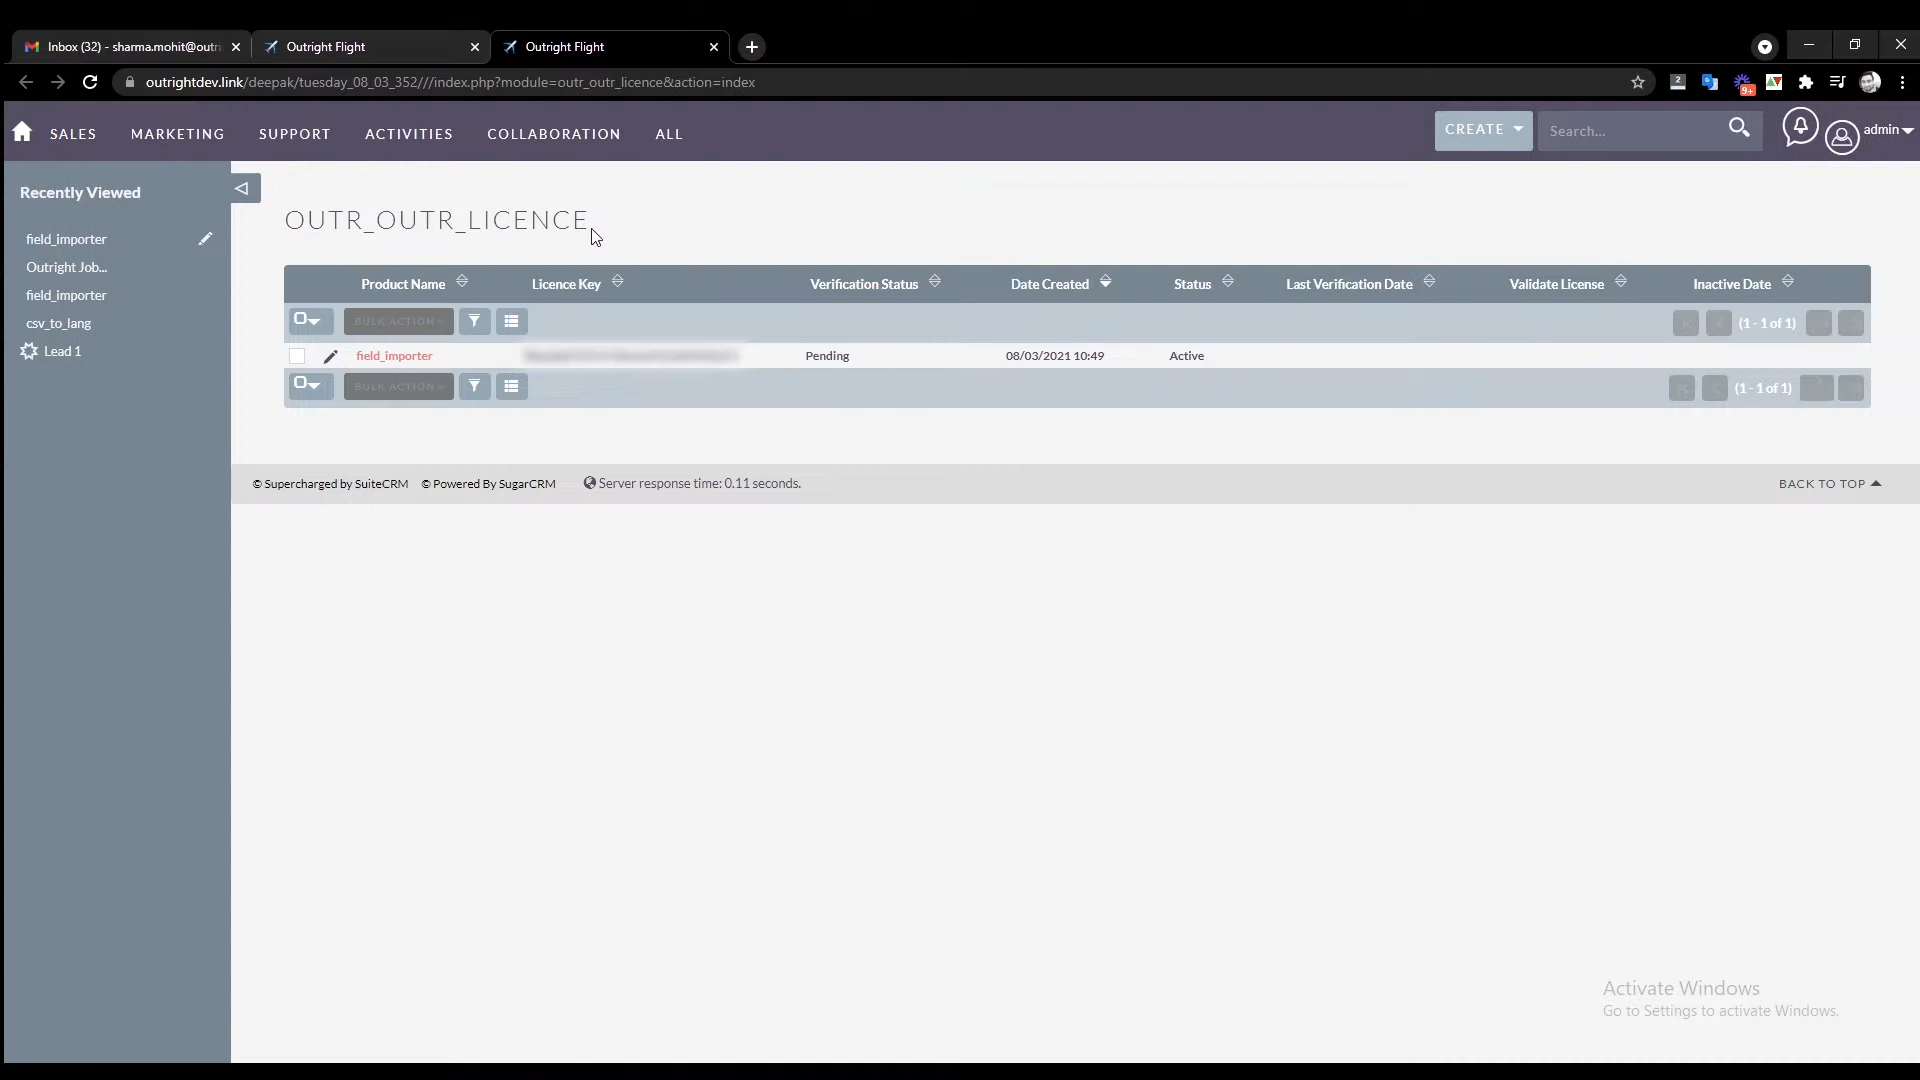 Inbox (32) - sharma.mohit@outri
Outright Flight
Outright Flight
outrightdev.link/deepak/tuesday_08_03_352///index.php?module=outr_outr_licence&action=index
2
9+
SALES MARKETING SUPPORT ACTIVITIES COLLABORATION ALL
CREATE
Search...
admin
Recently Viewed
field_importer
Outright Job...
field_importer
csv_to_lang
Lead 1
OUTR_OUTR_LICENCE
Product Name Licence Key Verification Status Date Created Status Last Verification Date Validate License Inactive Date
BULK ACTION (1 - 1 of 1)
field_importer Pending 08/03/2021 10:49 Active
BULK ACTION (1 - 1 of 1)
© Supercharged by SuiteCRM © Powered By SugarCRM Server response time: 0.11 seconds. BACK TO TOP
Activate Windows
Go to Settings to activate Windows.